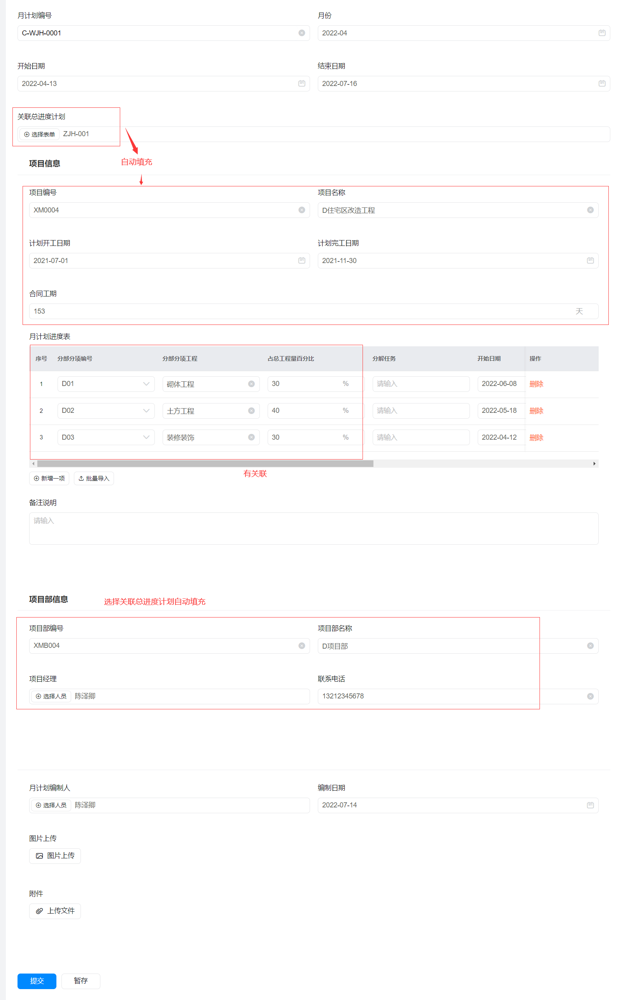 月计划编号 月份
C-WJH-0001 2022-04
开始日期 结束日期
2022-04-13 2022-07-16
关联总进度计划
选择表单 ZJH-001
自动填充
项目信息
项目编号 项目名称
XM0004 D住宅区改造工程
计划开工日期 计划完工日期
2021-07-01 2021-11-30
合同工期
153 天
月计划进度表
序号 分部分项编号 分部分项工程 占总工程量百分比 分解任务 开始日期 操作
1 D01 砌体工程 30 % 请输入 2022-06-08 删除
2 D02 土方工程 40 % 请输入 2022-05-18 删除
3 D03 装修装饰 30 % 请输入 2022-04-12 删除
有关联
新增一项 批量导入
备注说明
请输入
项目部信息 选择关联总进度计划自动填充
项目部编号 项目部名称
XMB004 D项目部
项目经理 联系电话
选择人员 陈泽卿 13212345678
月计划编制人 编制日期
选择人员 陈泽卿 2022-07-14
图片上传
图片上传
附件
上传文件
提交 暂存